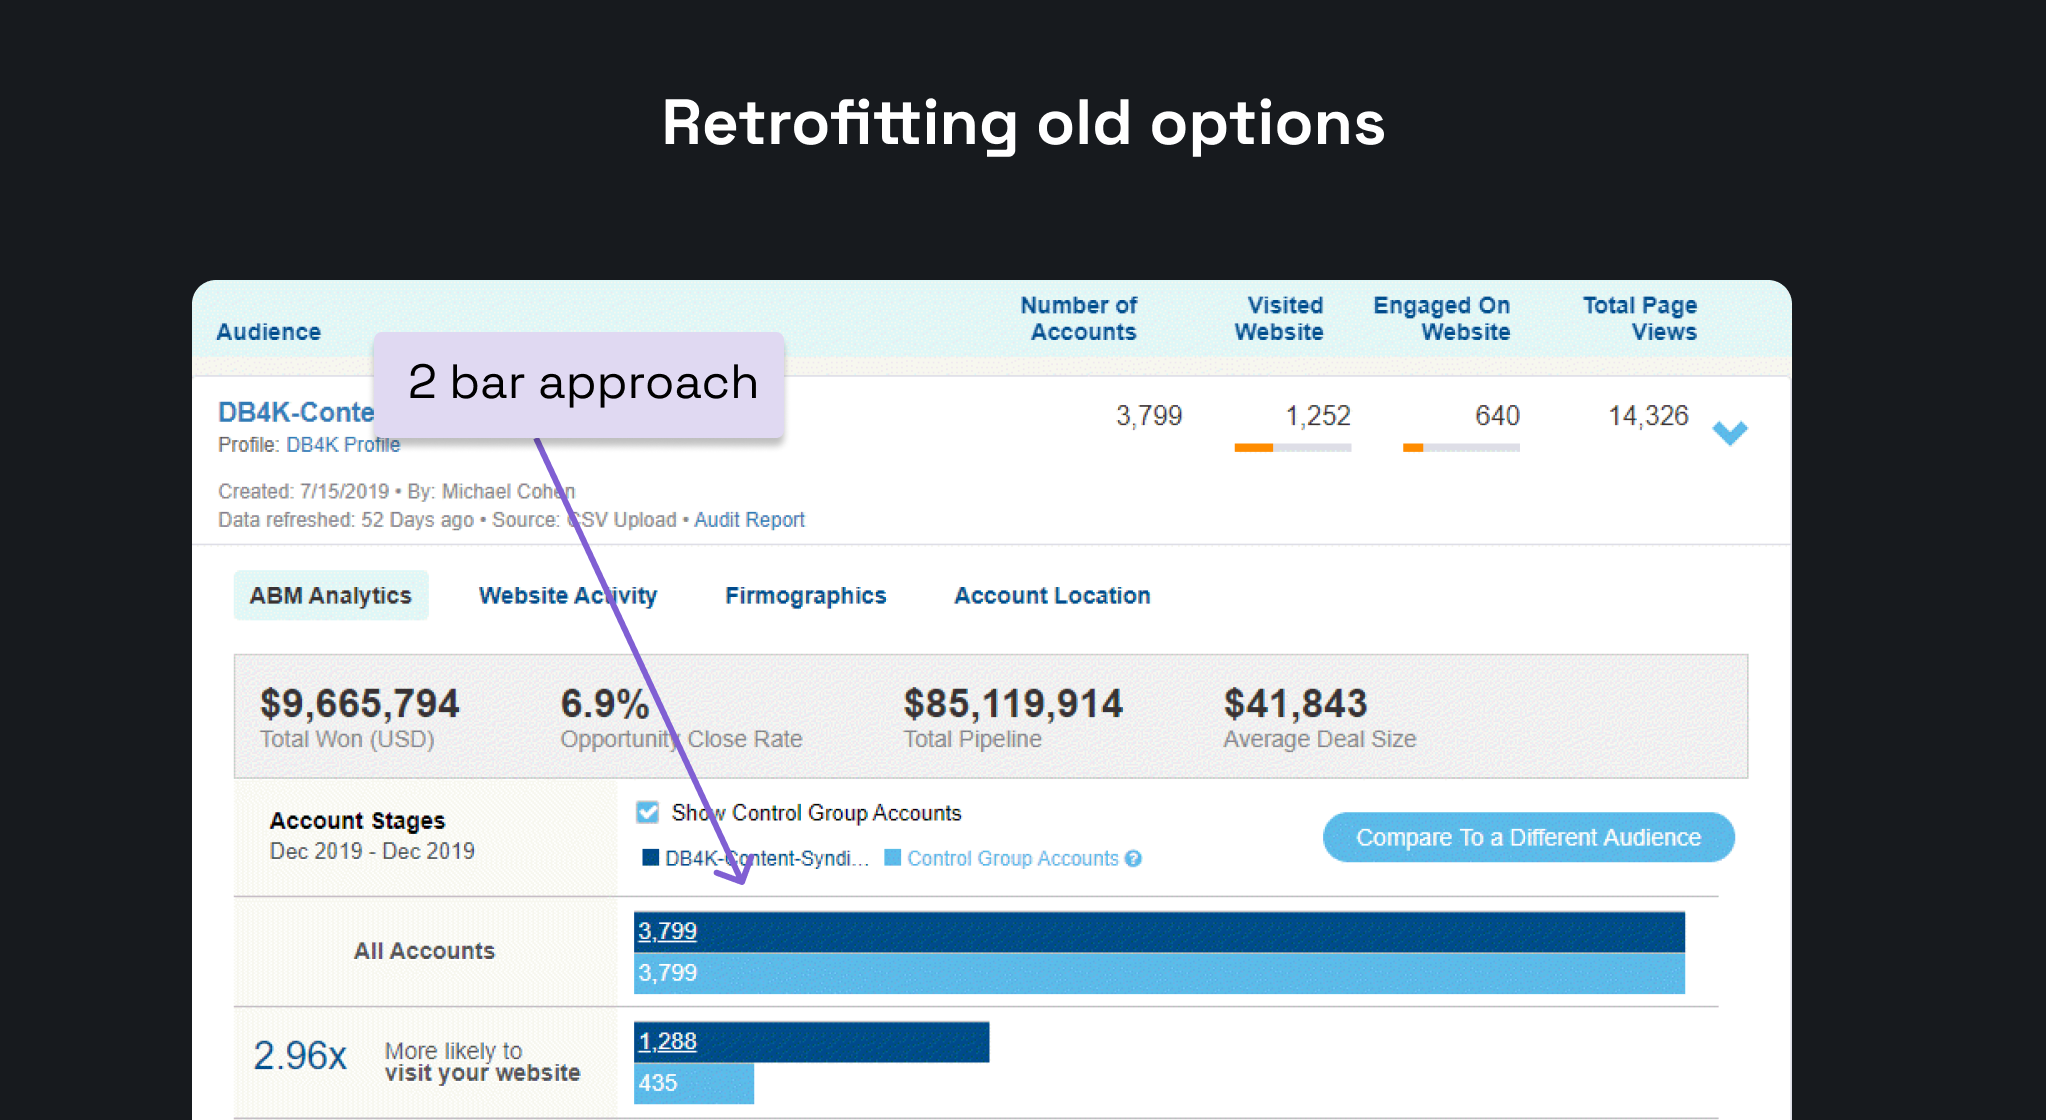 Retrofitting old options
Audience
Number of
Accounts
Visited
Website
Engaged On
Website
Total Page
Views
2 bar approach
DB4K-Conte
Profile: DB4K Profile
3,799
1,252
640
14,326
Created: 7/15/2019 • By: Michael Cohen
Data refreshed: 52 Days ago • Source: CSV Upload • Audit Report
ABM Analytics
Website Activity
Firmographics
Account Location
$9,665,794
Total Won (USD)
6.9%
Opportunity Close Rate
$85,119,914
Total Pipeline
$41,843
Average Deal Size
Account Stages
Dec 2019 - Dec 2019
Show Control Group Accounts
DB4K-Content-Syndi...
Control Group Accounts ?
Compare To a Different Audience
All Accounts
3,799
3,799
2.96x
More likely to
visit your website
1,288
435